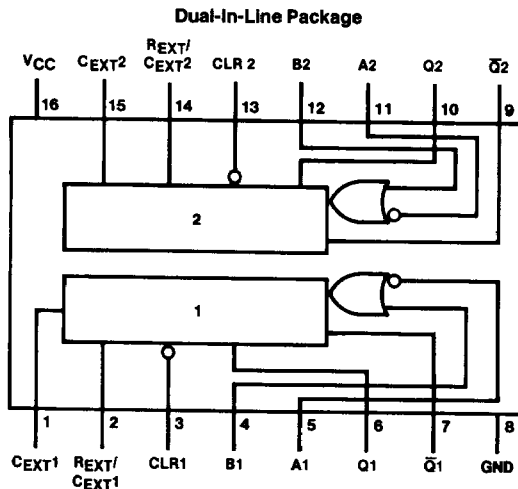 Dual-In-Line Package
VCC CEXT2 REXT/ CEXT2 CLR 2 B2 A2 Q2 Q̅2
16 15 14 13 12 11 10 9
2
1
1 2 3 4 5 6 7 8
CEXT1 REXT/ CEXT1 CLR1 B1 A1 Q1 Q̅1 GND